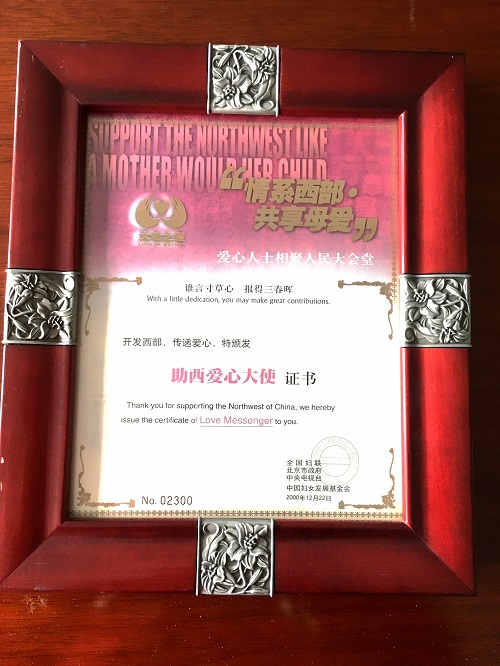 SUPPORT THE NORTHWEST LIKE
A MOTHER WOULD HER CHILD
“情系西部·
共享母爱”
爱心人士相聚人民大会堂
谁言寸草心 报得三春晖
With a little dedication, you may make great contributions.
开发西部、传递爱心、特颁发
助西爱心大使 证书
Thank you for supporting the Northwest of China, we hereby
issue the certificate of Love Messenger to you.
全国妇联
北京市政府
中央电视台
中国妇女发展基金会
2000年12月22日
No. 02300